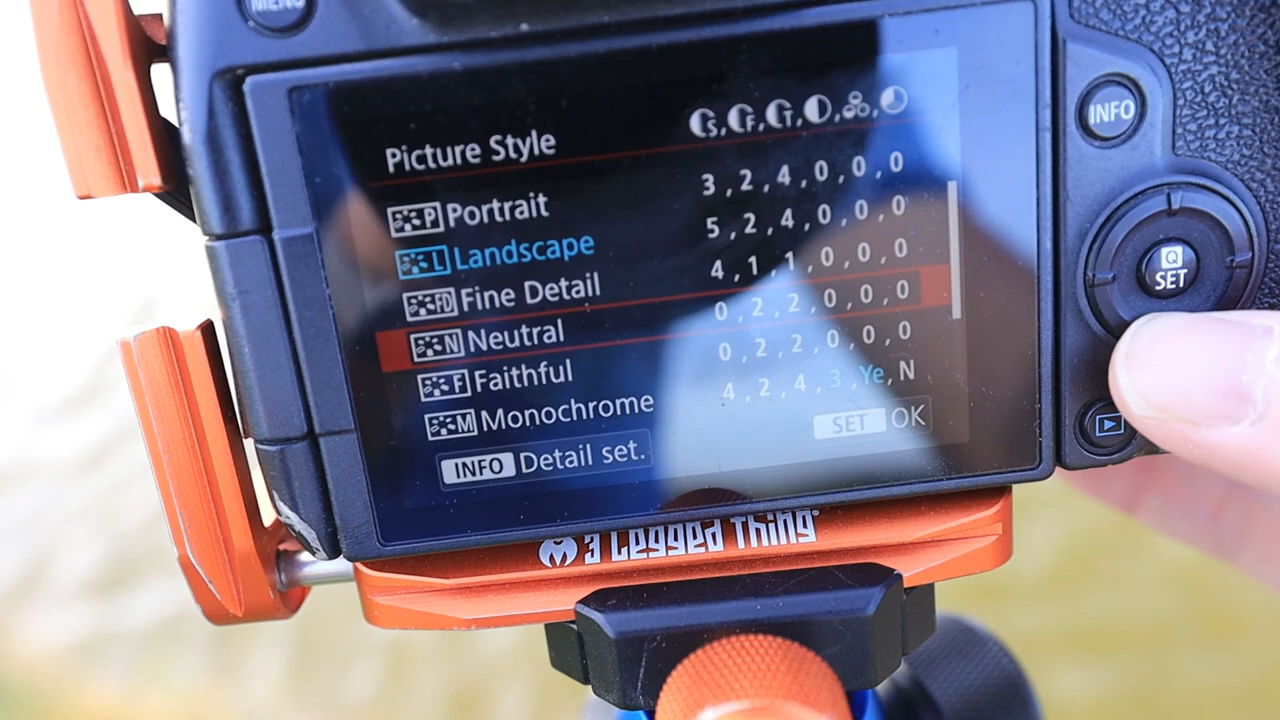 MENU
Picture Style S, F, T, , ,
P Portrait 3 , 2 , 4 , 0 , 0 , 0
L Landscape 5 , 2 , 4 , 0 , 0 , 0
FD Fine Detail 4 , 1 , 1 , 0 , 0 , 0
N Neutral 0 , 2 , 2 , 0 , 0 , 0
F Faithful 0 , 2 , 2 , 0 , 0 , 0
M Monochrome 4 , 2 , 4 , 3 , Ye , N
INFO Detail set. SET OK
INFO
Q
SET
3 Legged Thing